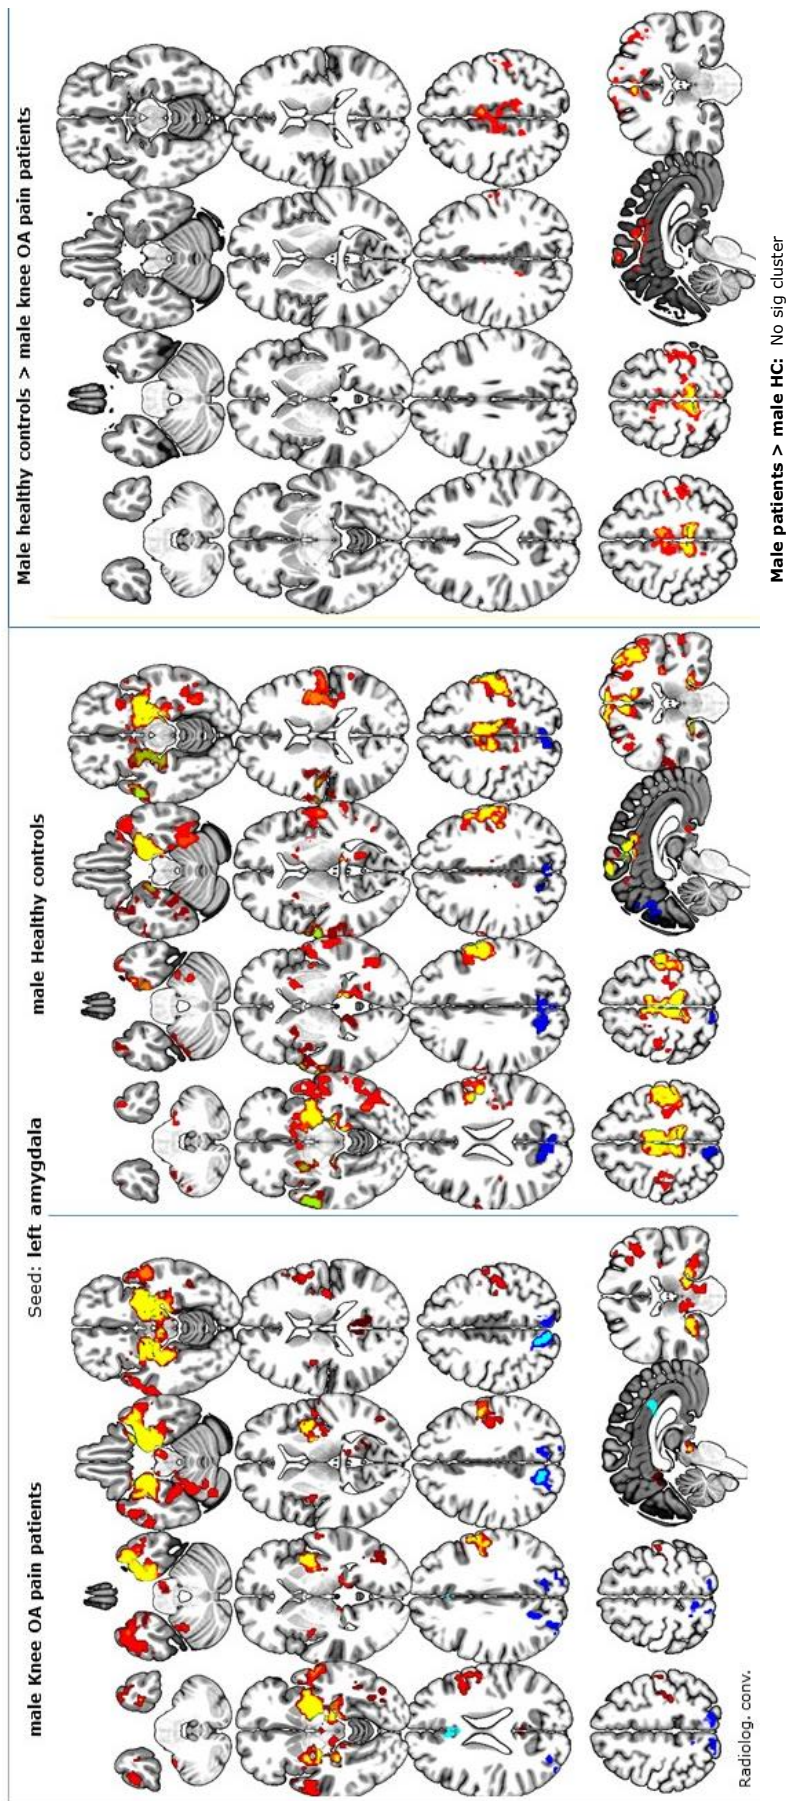 Seed: left amygdala
male Knee OA pain patients
male Healthy controls
Male healthy controls > male knee OA pain patients
Radiolog. conv.
Male patients > male HC: No sig cluster